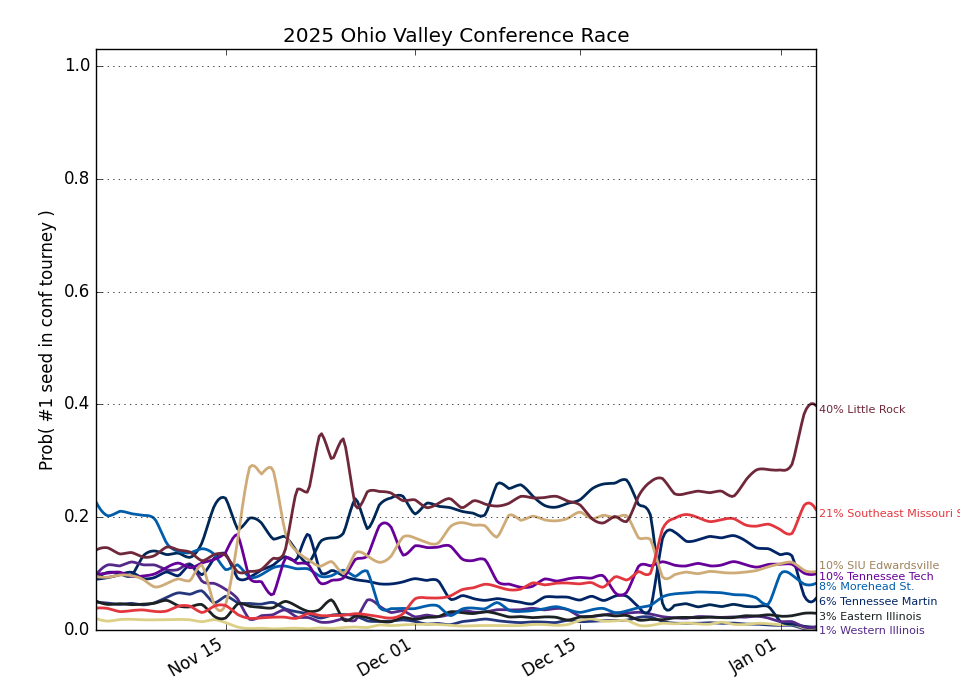 2025 Ohio Valley Conference Race
Prob( #1 seed in conf tourney )
1.0
0.8
0.6
0.4
0.2
0.0
Nov 15
Dec 01
Dec 15
Jan 01
40% Little Rock
21% Southeast Missouri S
10% SIU Edwardsville
10% Tennessee Tech
8% Morehead St.
6% Tennessee Martin
3% Eastern Illinois
1% Western Illinois